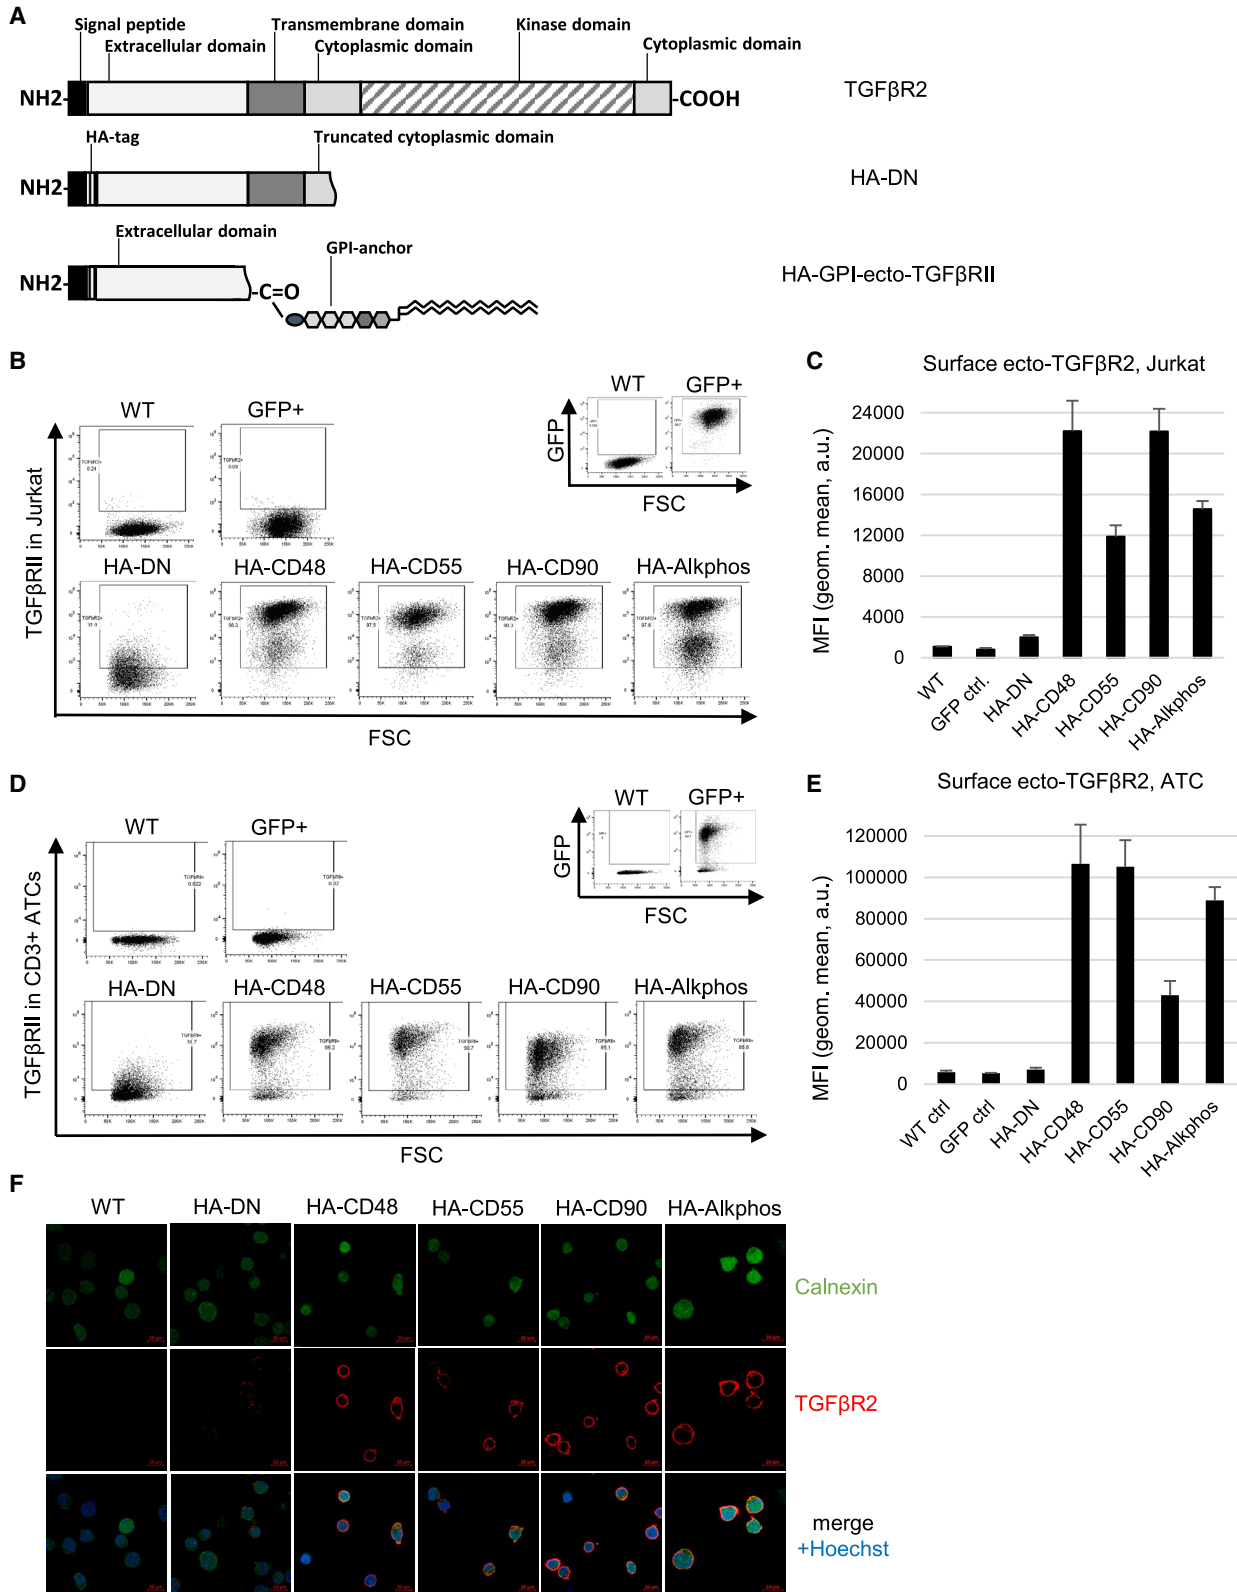 A
Signal peptide
Extracellular domain
Transmembrane domain
Cytoplasmic domain
Kinase domain
Cytoplasmic domain
NH2-
-COOH
TGFβR2
HA-tag
Truncated cytoplasmic domain
NH2-
HA-DN
Extracellular domain
GPI-anchor
NH2-
-C=O
HA-GPI-ecto-TGFβRII
B
WT
GFP+
WT
GFP+
GFP
FSC
TGFβRII in Jurkat
HA-DN
HA-CD48
HA-CD55
HA-CD90
HA-Alkphos
FSC
C
Surface ecto-TGFβR2, Jurkat
MFI (geom. mean, a.u.)
24000
20000
16000
12000
8000
4000
0
WT
GFP ctrl.
HA-DN
HA-CD48
HA-CD55
HA-CD90
HA-Alkphos
D
WT
GFP+
WT
GFP+
GFP
FSC
TGFβRII in CD3+ ATCs
HA-DN
HA-CD48
HA-CD55
HA-CD90
HA-Alkphos
FSC
E
Surface ecto-TGFβR2, ATC
MFI (geom. mean, a.u.)
120000
100000
80000
60000
40000
20000
0
WT ctrl
GFP ctrl
HA-DN
HA-CD48
HA-CD55
HA-CD90
HA-Alkphos
F
WT
HA-DN
HA-CD48
HA-CD55
HA-CD90
HA-Alkphos
Calnexin
TGFβR2
merge
+Hoechst